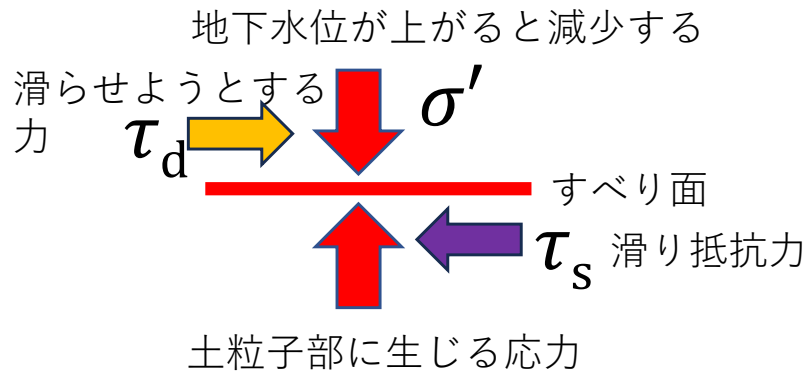 地下水位が上がると減少する
滑らせようとする
力
τd
σ′
すべり面
τs 滑り抵抗力
土粒子部に生じる応力